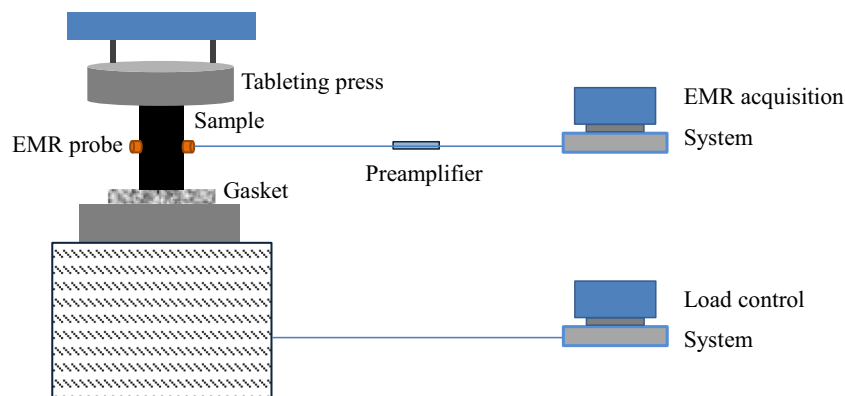 Tableting press
EMR acquisition
Sample
System
EMR probe
Preamplifier
Gasket
Load control
System